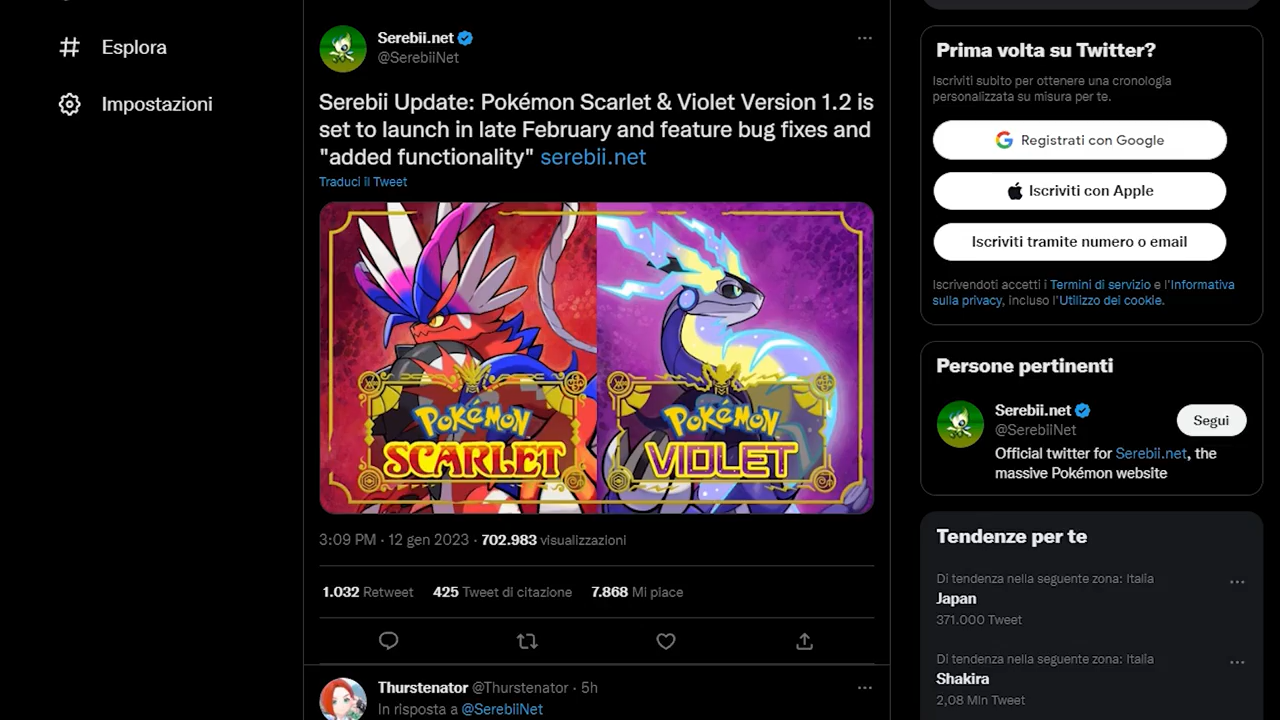 Esplora
Impostazioni
Serebii.net
@SerebiiNet
Serebii Update: Pokémon Scarlet & Violet Version 1.2 is
set to launch in late February and feature bug fixes and
"added functionality" serebii.net
Traduci il Tweet
POKéMON
SCARLET
POKéMON
VIOLET
3:09 PM · 12 gen 2023 · 702.983 visualizzazioni
1.032 Retweet 425 Tweet di citazione 7.868 Mi piace
Thurstenator @Thurstenator · 5h
In risposta a @SerebiiNet
Prima volta su Twitter?
Iscriviti subito per ottenere una cronologia
personalizzata su misura per te.
Registrati con Google
Iscriviti con Apple
Iscriviti tramite numero o email
Iscrivendoti accetti i Termini di servizio e l'Informativa
sulla privacy, incluso l'Utilizzo dei cookie.
Persone pertinenti
Serebii.net
@SerebiiNet
Segui
Official twitter for Serebii.net, the
massive Pokémon website
Tendenze per te
Di tendenza nella seguente zona: Italia
Japan
371.000 Tweet
Di tendenza nella seguente zona: Italia
Shakira
2,08 Mln Tweet